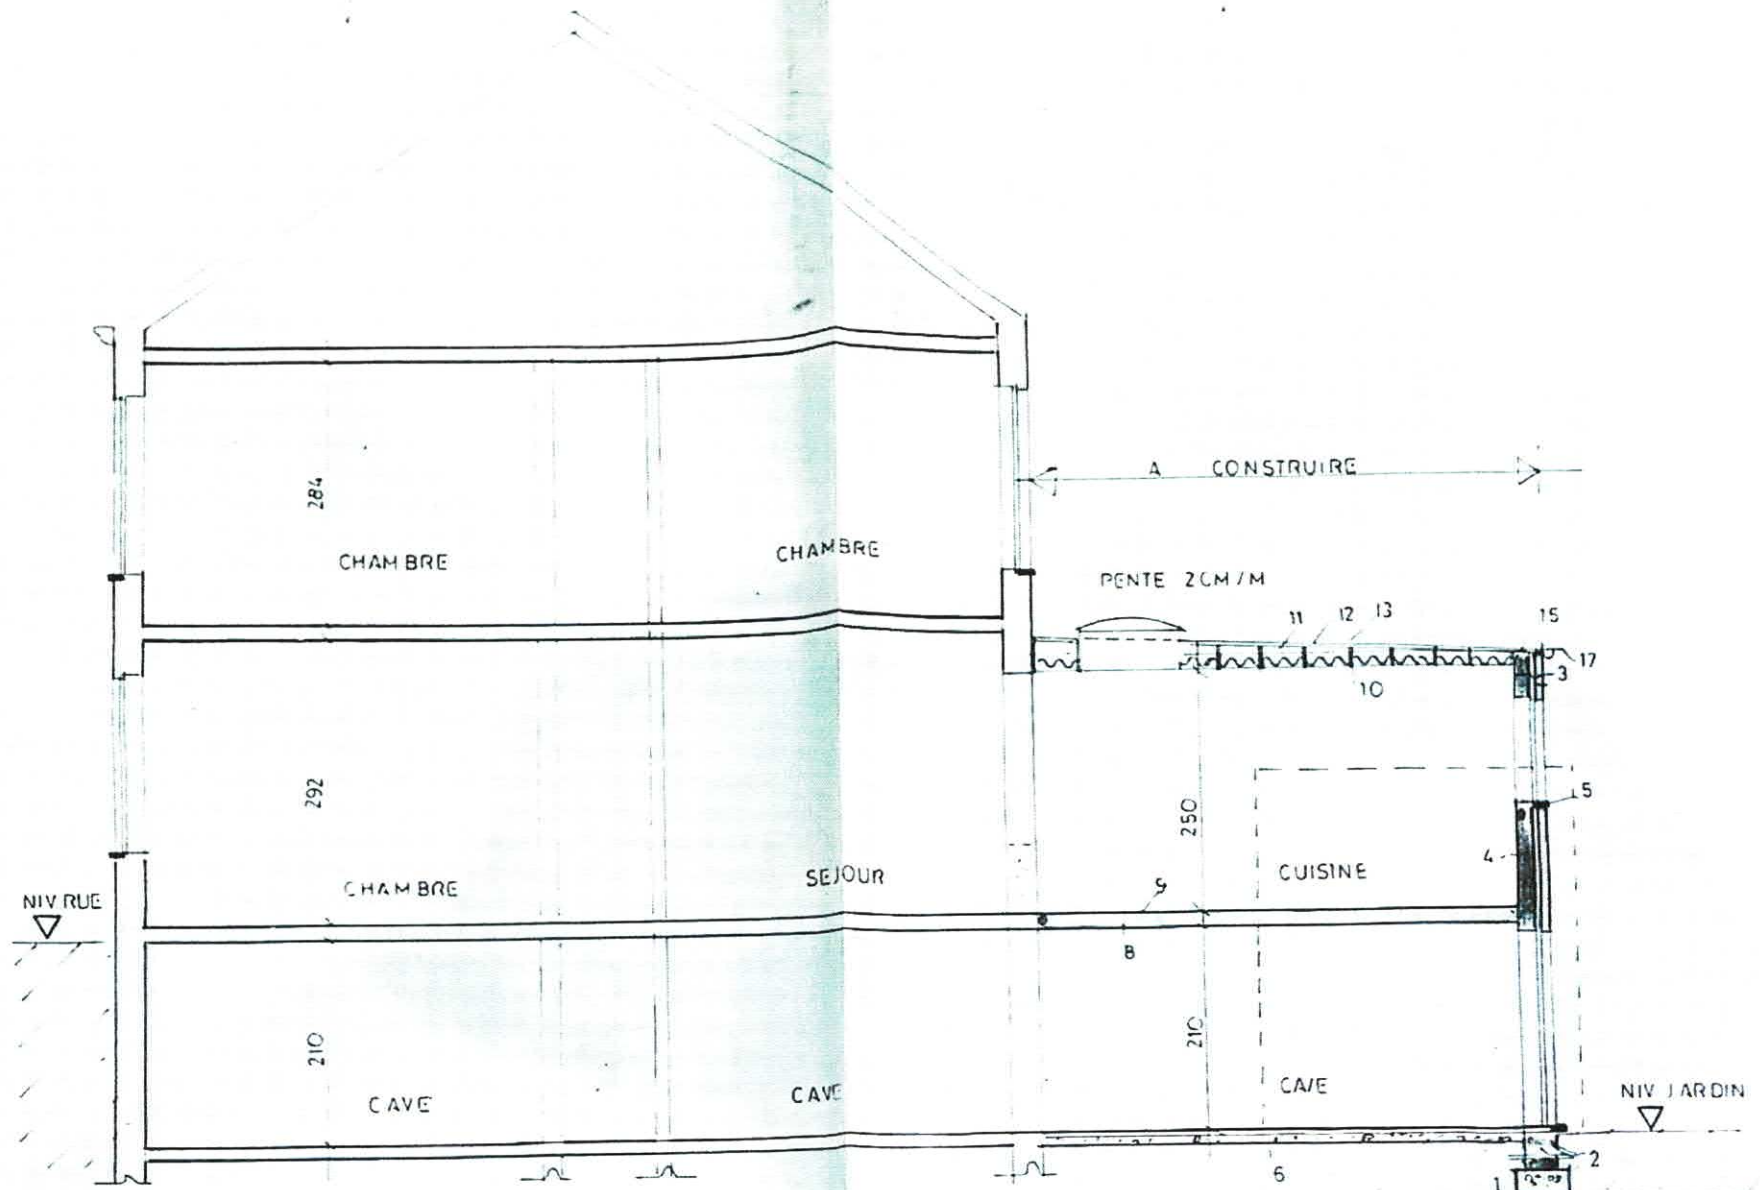 A CONSTRUIRE
284
CHAMBRE
CHAMBRE
PENTE 2CM/M
11
12
13
15
17
3
10
292
250
5
4
CHAMBRE
SEJOUR
CUISINE
9
NIV RUE
8
210
210
CAVE
CAVE
CAVE
NIV JARDIN
2
6
1